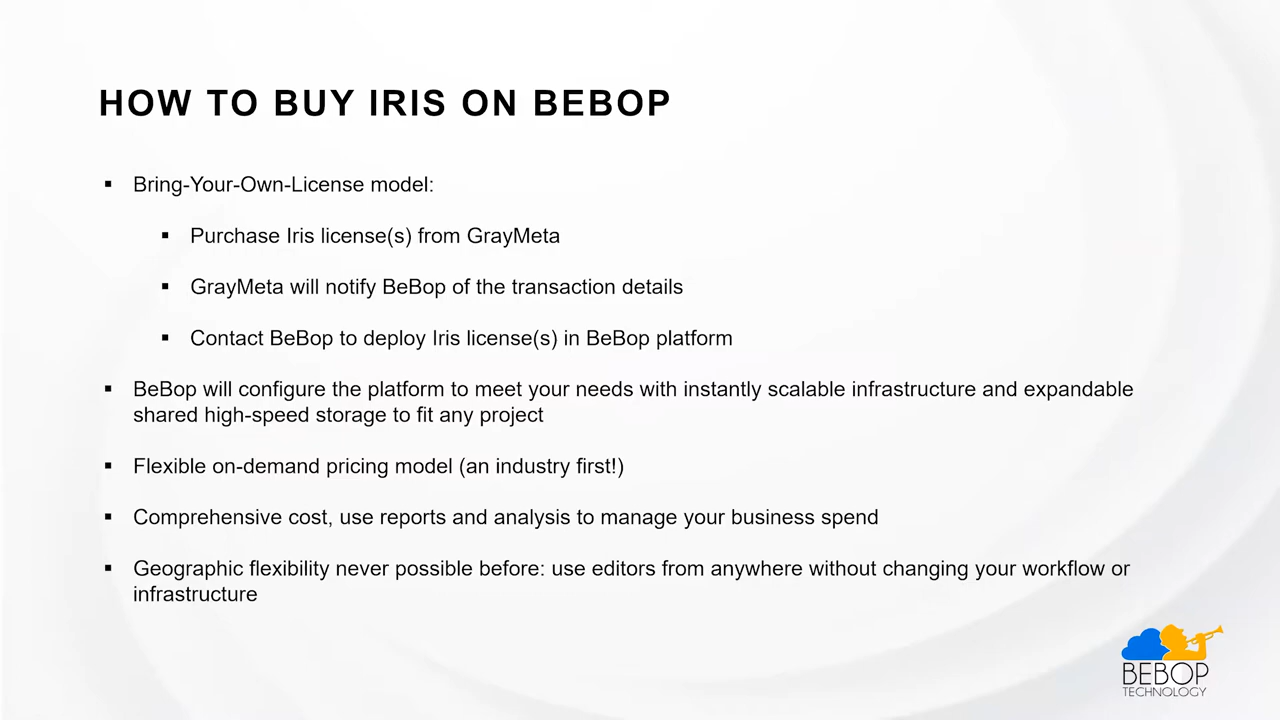 HOW TO BUY IRIS ON BEBOP
▪ Bring-Your-Own-License model:
▪ Purchase Iris license(s) from GrayMeta
▪ GrayMeta will notify BeBop of the transaction details
▪ Contact BeBop to deploy Iris license(s) in BeBop platform
▪ BeBop will configure the platform to meet your needs with instantly scalable infrastructure and expandable
shared high-speed storage to fit any project
▪ Flexible on-demand pricing model (an industry first!)
▪ Comprehensive cost, use reports and analysis to manage your business spend
▪ Geographic flexibility never possible before: use editors from anywhere without changing your workflow or
infrastructure
BEBOP
TECHNOLOGY